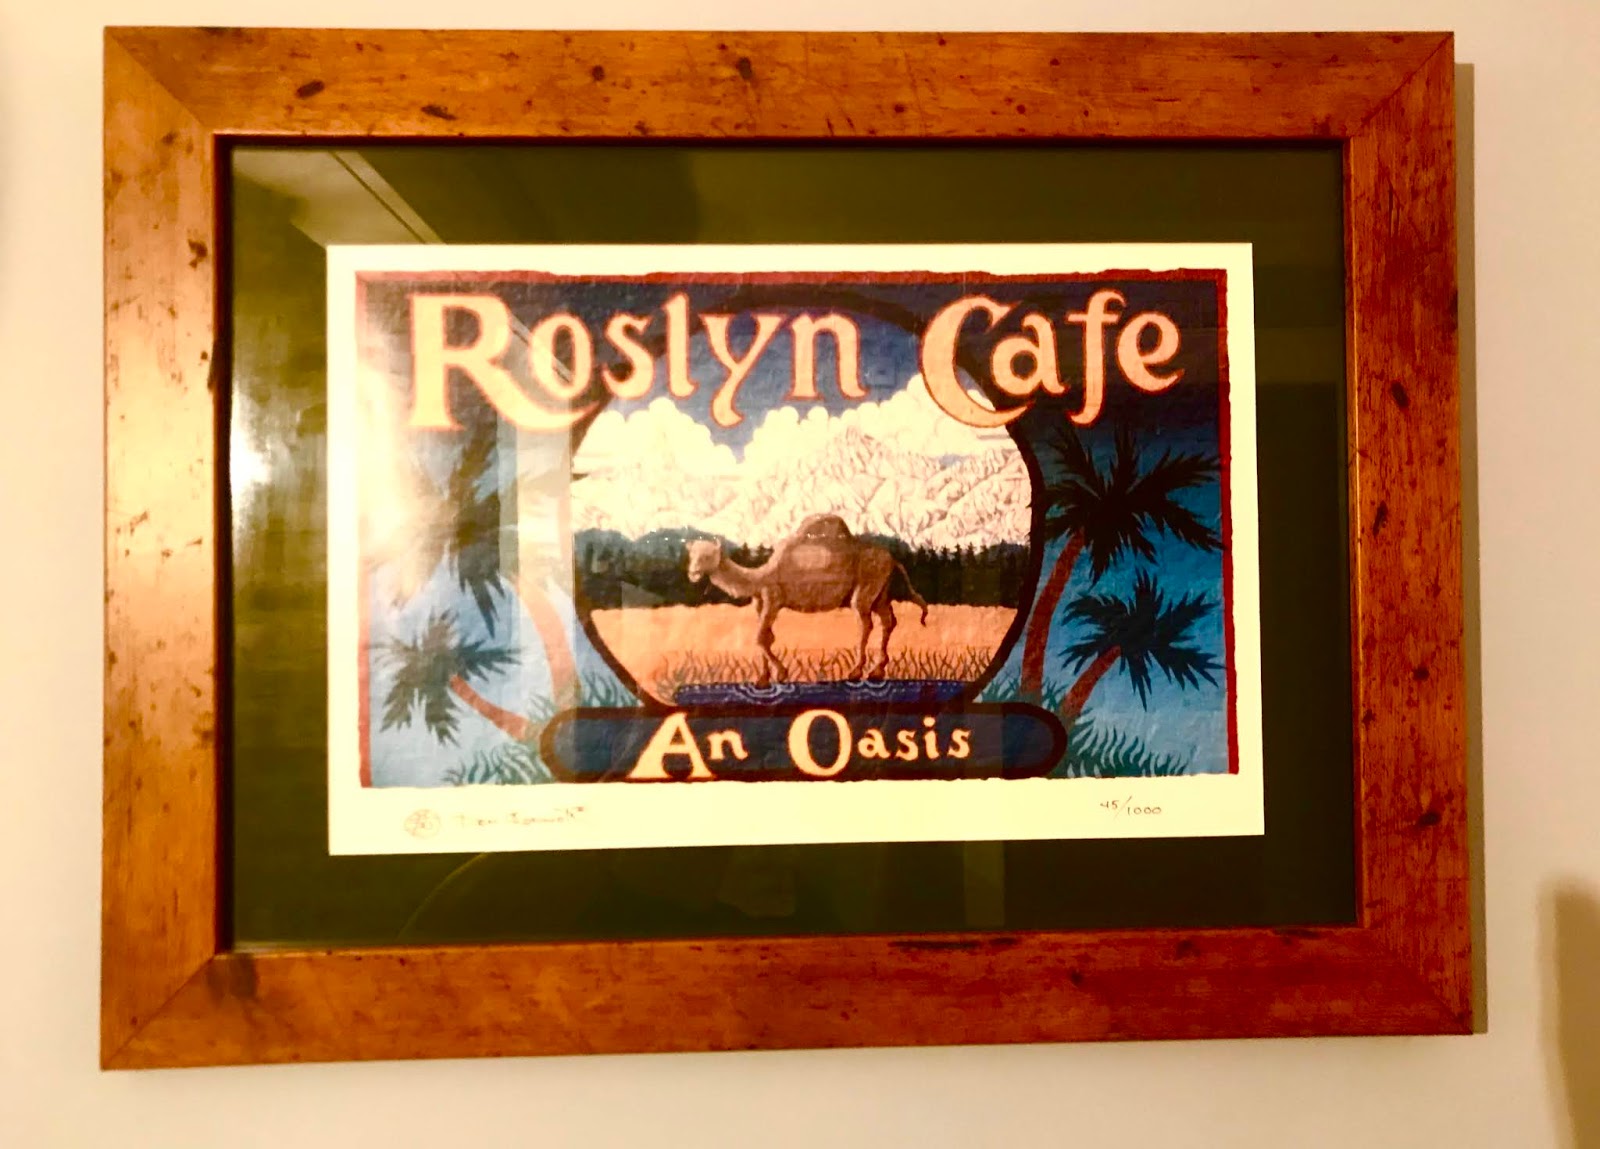 Roslyn Cafe
An Oasis
45/1000